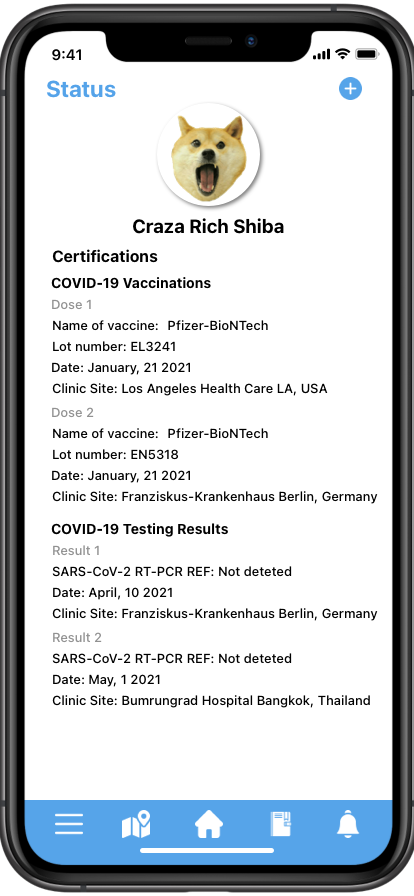 9:41
Status
Craza Rich Shiba
Certifications
COVID-19 Vaccinations
Dose 1
Name of vaccine: Pfizer-BioNTech
Lot number: EL3241
Date: January, 21 2021
Clinic Site: Los Angeles Health Care LA, USA
Dose 2
Name of vaccine: Pfizer-BioNTech
Lot number: EN5318
Date: January, 21 2021
Clinic Site: Franziskus-Krankenhaus Berlin, Germany
COVID-19 Testing Results
Result 1
SARS-CoV-2 RT-PCR REF: Not deteted
Date: April, 10 2021
Clinic Site: Franziskus-Krankenhaus Berlin, Germany
Result 2
SARS-CoV-2 RT-PCR REF: Not deteted
Date: May, 1 2021
Clinic Site: Bumrungrad Hospital Bangkok, Thailand